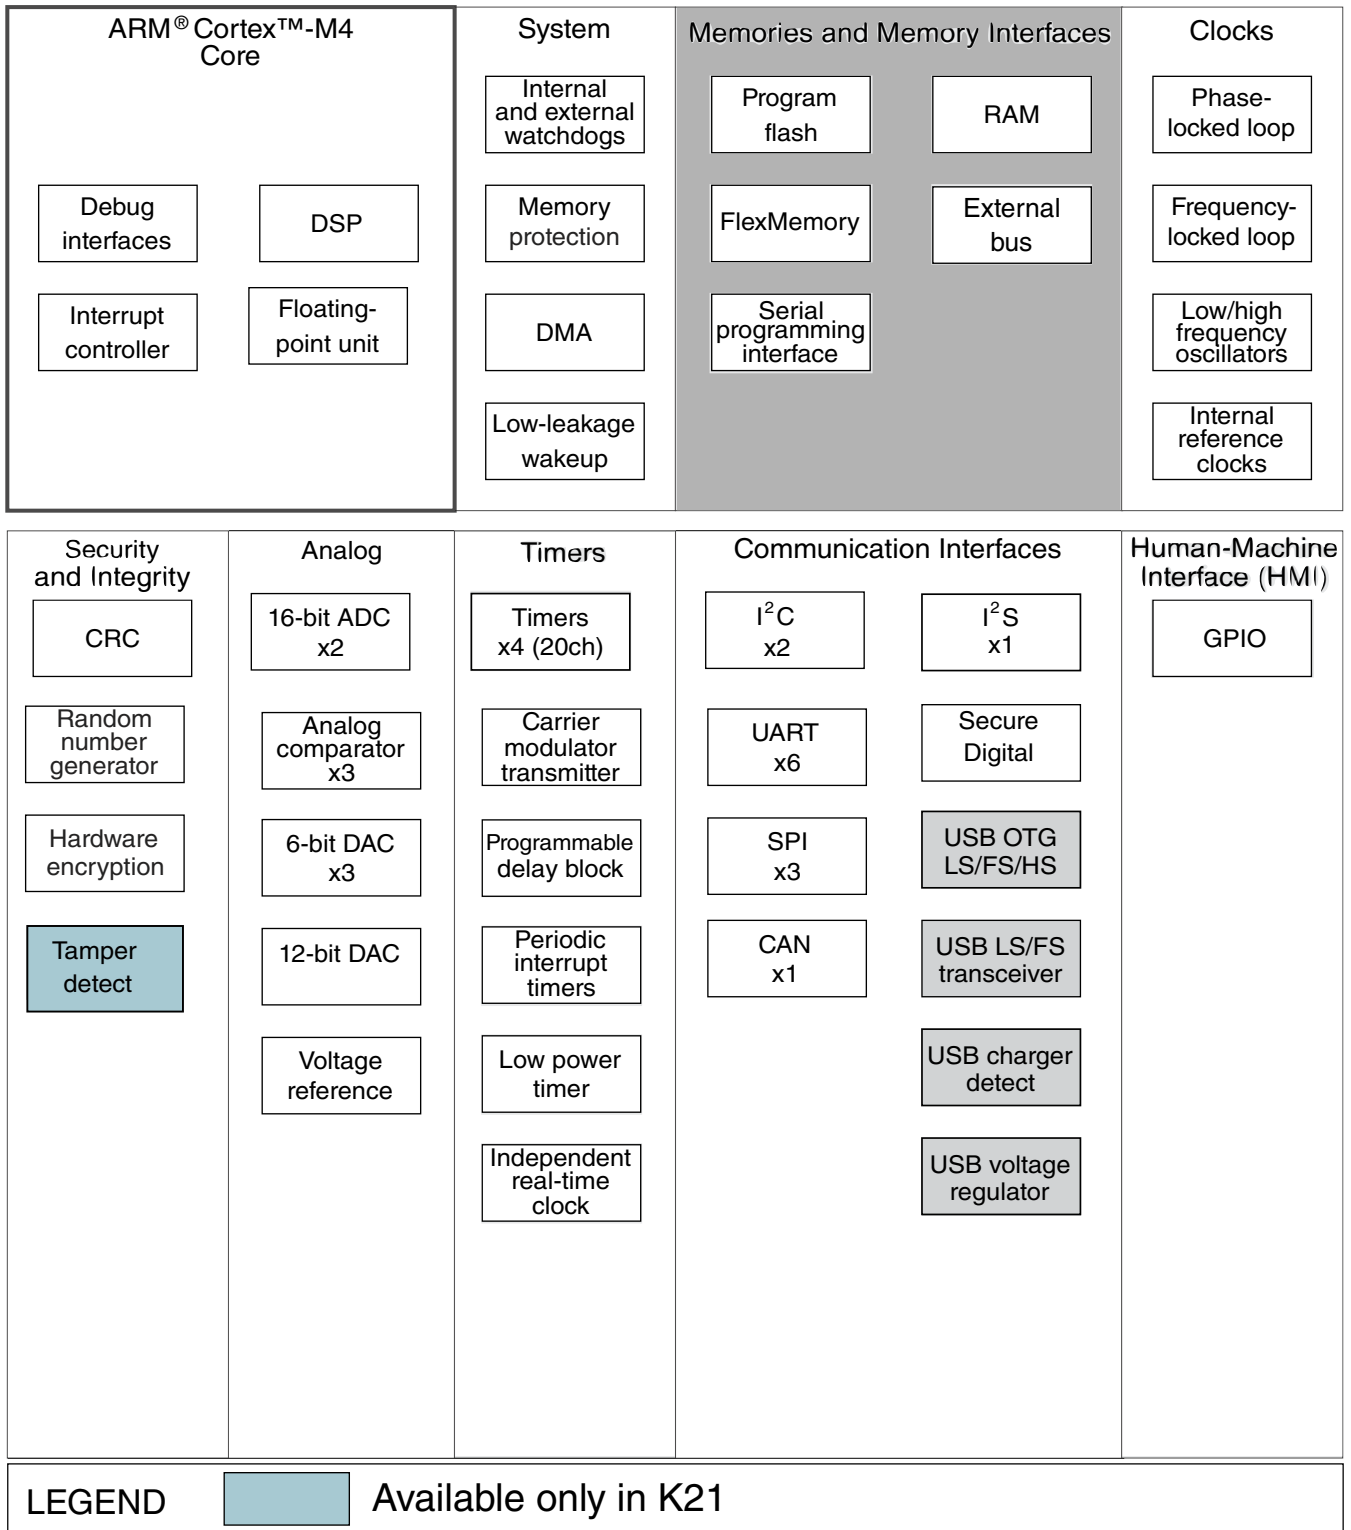 ARM® Cortex™-M4
Core
Debug
interfaces
DSP
Interrupt
controller
Floating-
point unit
System
Internal
and external
watchdogs
Memory
protection
DMA
Low-leakage
wakeup
Memories and Memory Interfaces
Program
flash
RAM
FlexMemory
External
bus
Serial
programming
interface
Clocks
Phase-
locked loop
Frequency-
locked loop
Low/high
frequency
oscillators
Internal
reference
clocks
Security
and Integrity
CRC
Random
number
generator
Hardware
encryption
Tamper
detect
Analog
16-bit ADC
x2
Analog
comparator
x3
6-bit DAC
x3
12-bit DAC
Voltage
reference
Timers
Timers
x4 (20ch)
Carrier
modulator
transmitter
Programmable
delay block
Periodic
interrupt
timers
Low power
timer
Independent
real-time
clock
Communication Interfaces
I²C
x2
I²S
x1
UART
x6
Secure
Digital
SPI
x3
USB OTG
LS/FS/HS
CAN
x1
USB LS/FS
transceiver
USB charger
detect
USB voltage
regulator
Human-Machine
Interface (HMI)
GPIO
LEGEND
Available only in K21